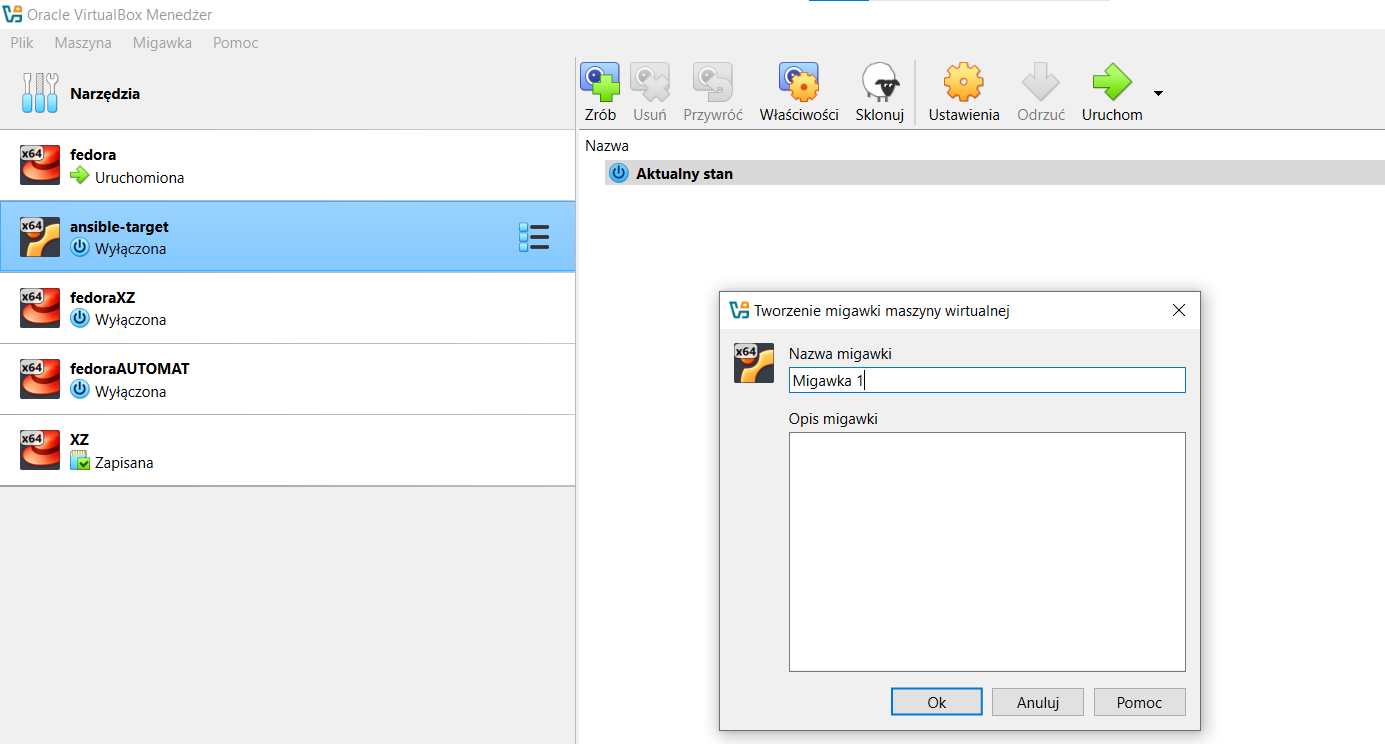 Oracle VirtualBox Menedżer
Plik Maszyna Migawka Pomoc
Narzędzia
x64 fedora
Uruchomiona
x64 ansible-target
Wyłączona
x64 fedoraXZ
Wyłączona
x64 fedoraAUTOMAT
Wyłączona
x64 XZ
Zapisana
Zrób Usuń Przywróć Właściwości Sklonuj Ustawienia Odrzuć Uruchom
Nazwa
Aktualny stan
Tworzenie migawki maszyny wirtualnej
x64 Nazwa migawki
Migawka 1
Opis migawki
Ok Anuluj Pomoc